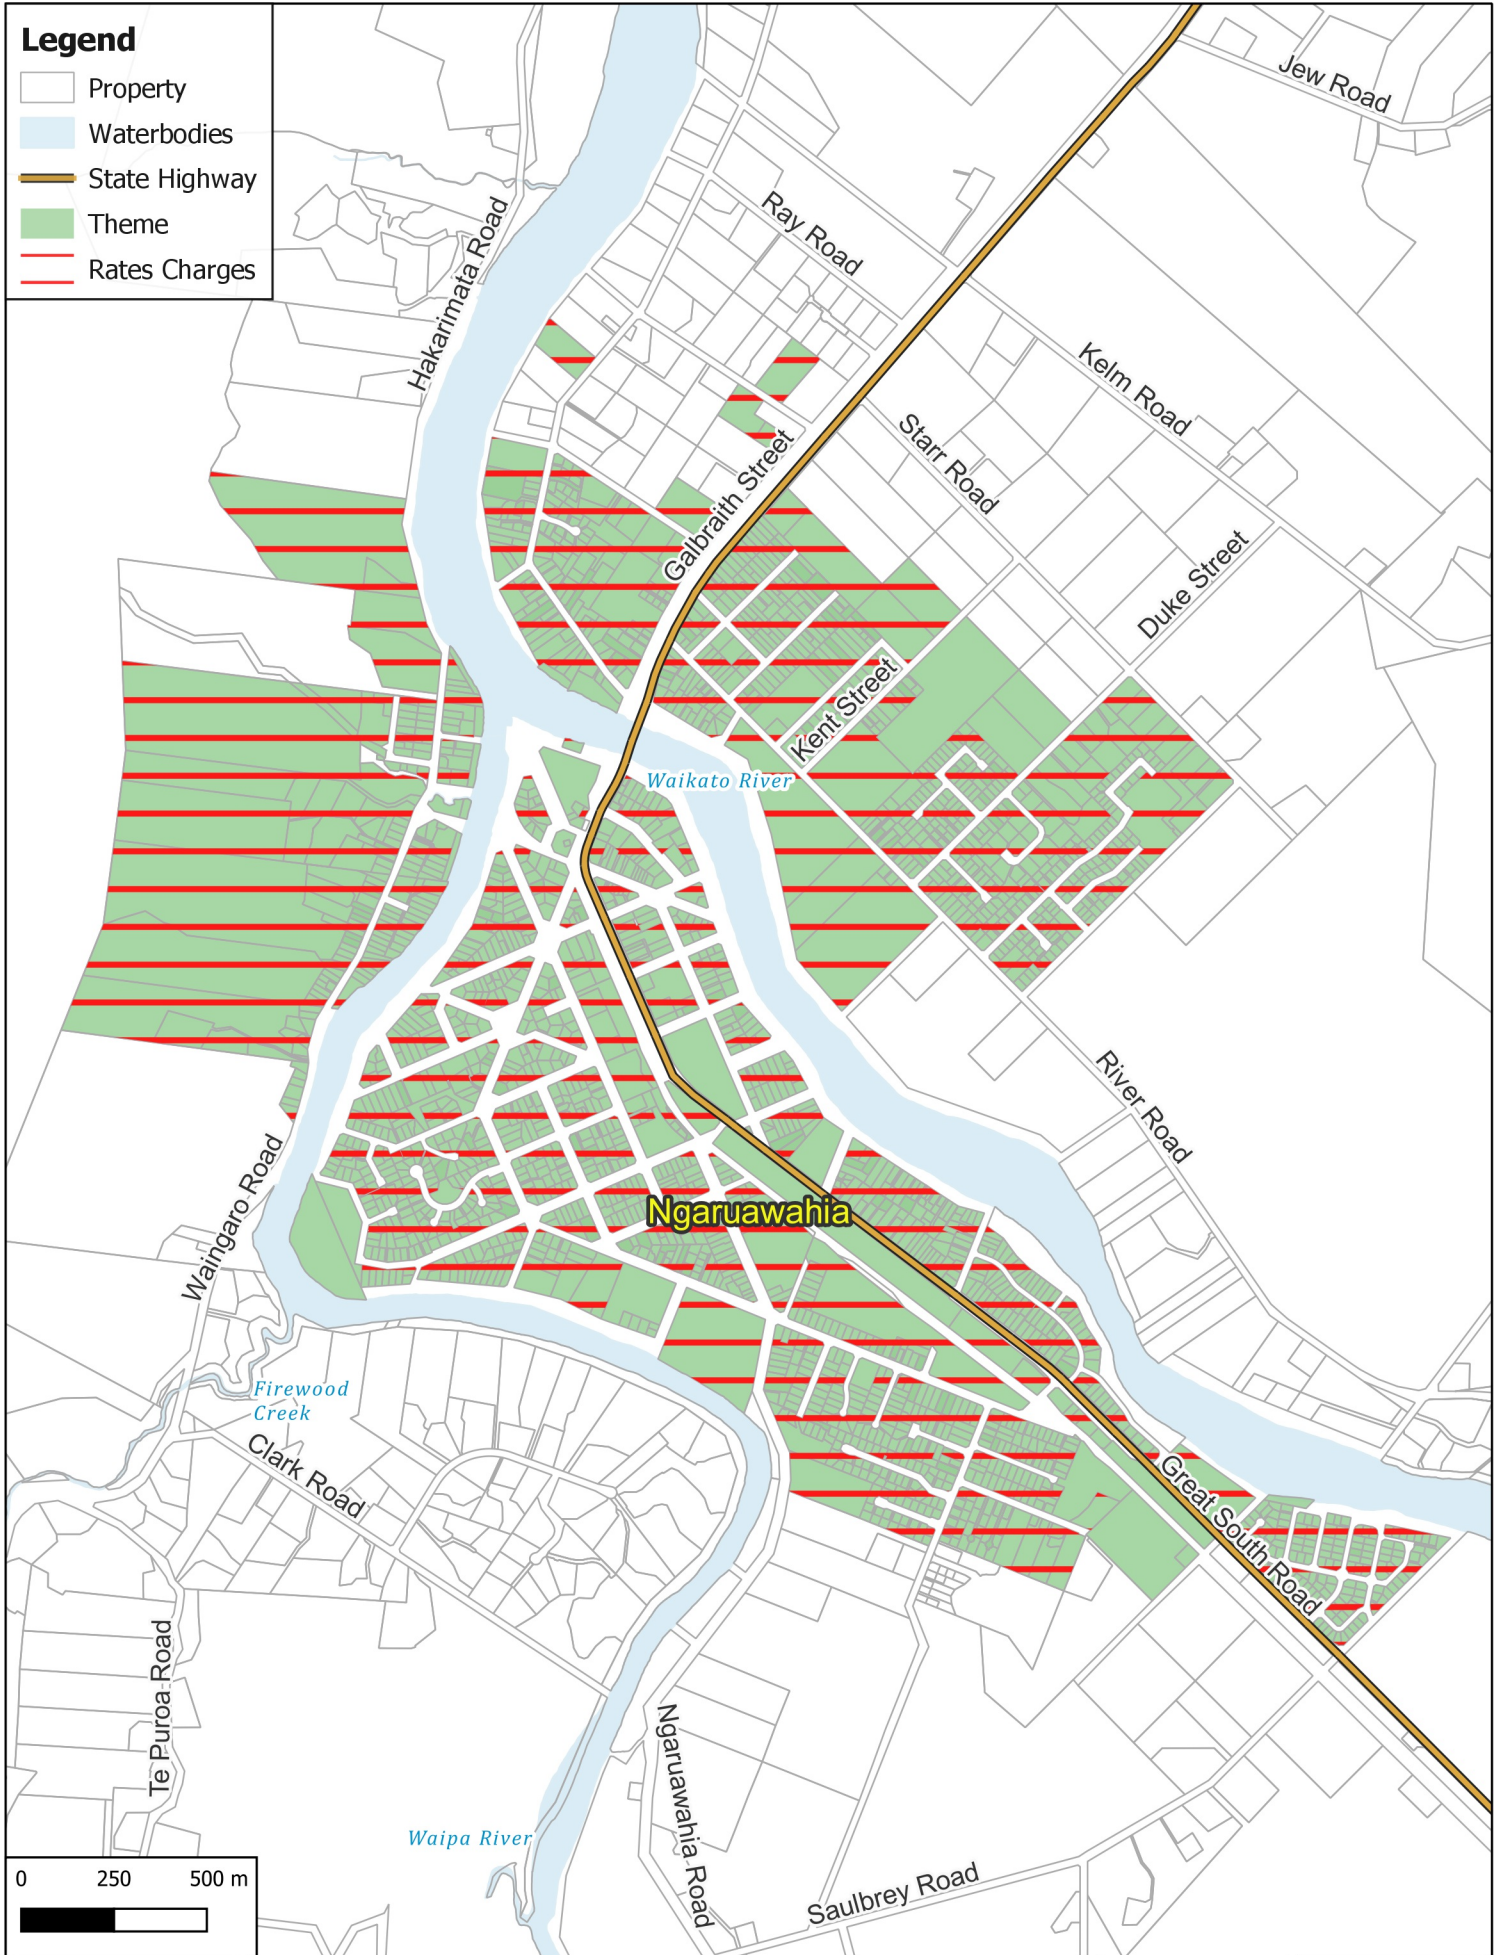 Legend
Property
Waterbodies
State Highway
Theme
Rates Charges
Jew Road
Ray Road
Hakarimata Road
Kelm Road
Starr Road
Galbraith Street
Duke Street
Kent Street
Waikato River
River Road
Waingaro Road
Ngaruawahia
Firewood
Creek
Clark Road
Great South Road
Te Puroa Road
Ngaruawahia Road
Waipa River
Saulbrey Road
0 250 500 m